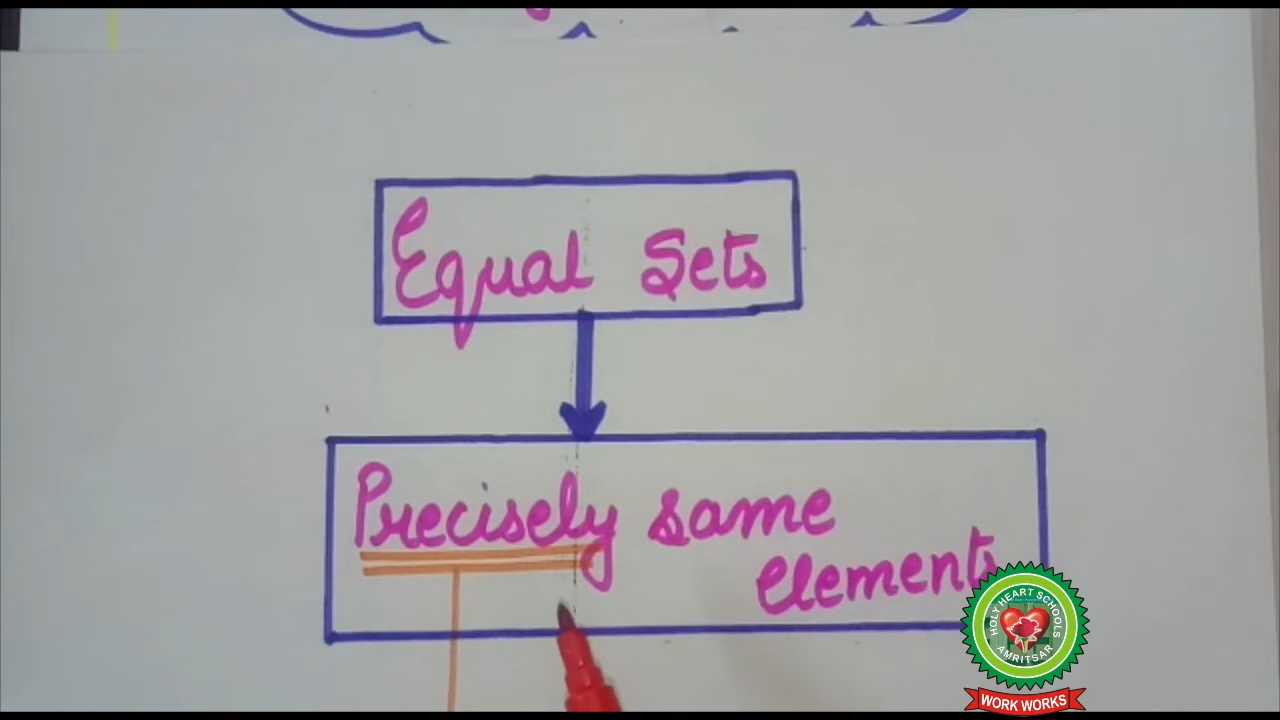 Equal Sets
Precisely same
elements
HOLY HEART SCHOOLS
AMRITSAR
WORK WORKS